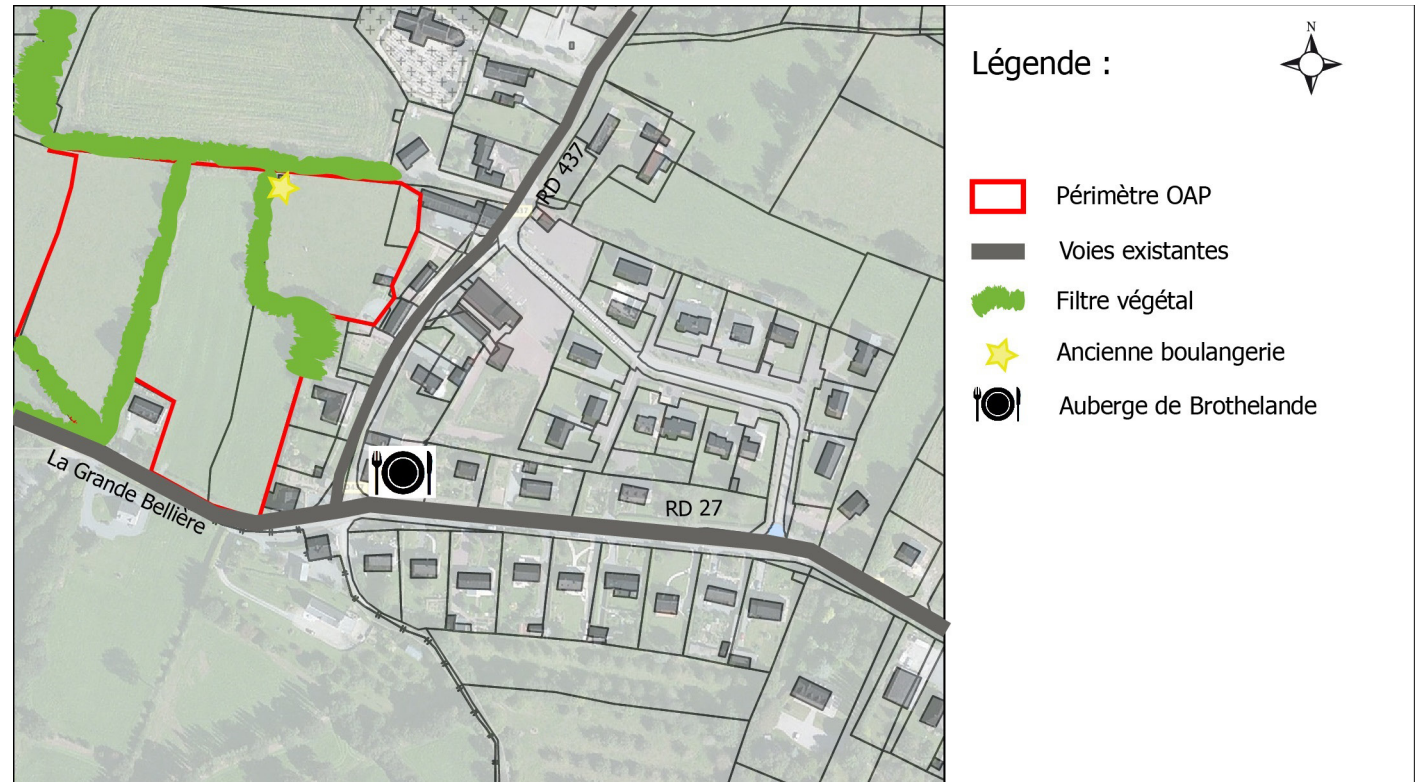 N
Légende :
Périmètre OAP
Voies existantes
Filtre végétal
Ancienne boulangerie
Auberge de Brothelande
RD 437
La Grande Bellière
RD 27